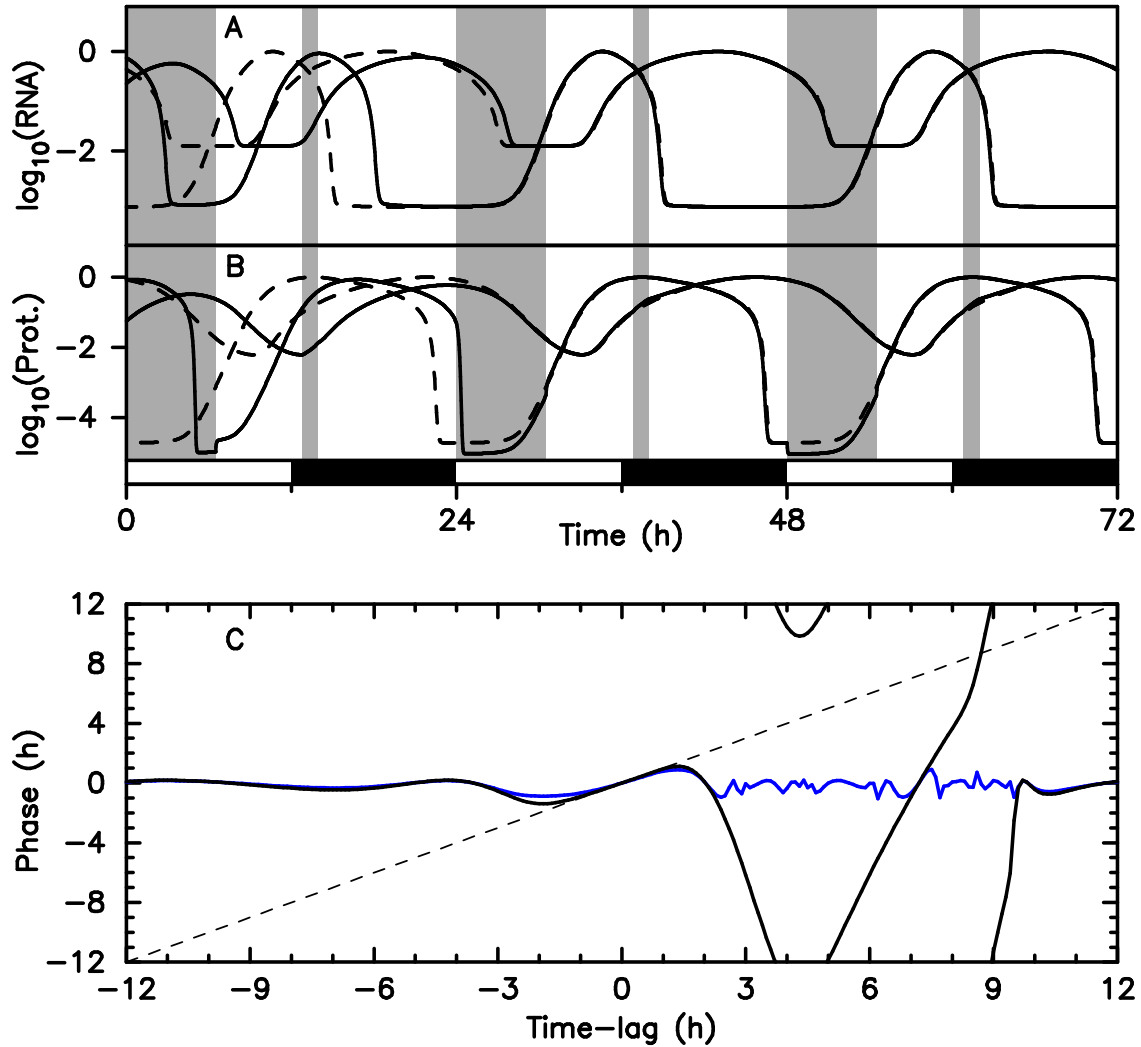 A
0
−2
log10(RNA)
B
0
−2
−4
log10(Prot.)
0 24 48 72
Time (h)
C
12
8
4
0
−4
−8
−12
Phase (h)
−12 −9 −6 −3 0 3 6 9 12
Time−lag (h)